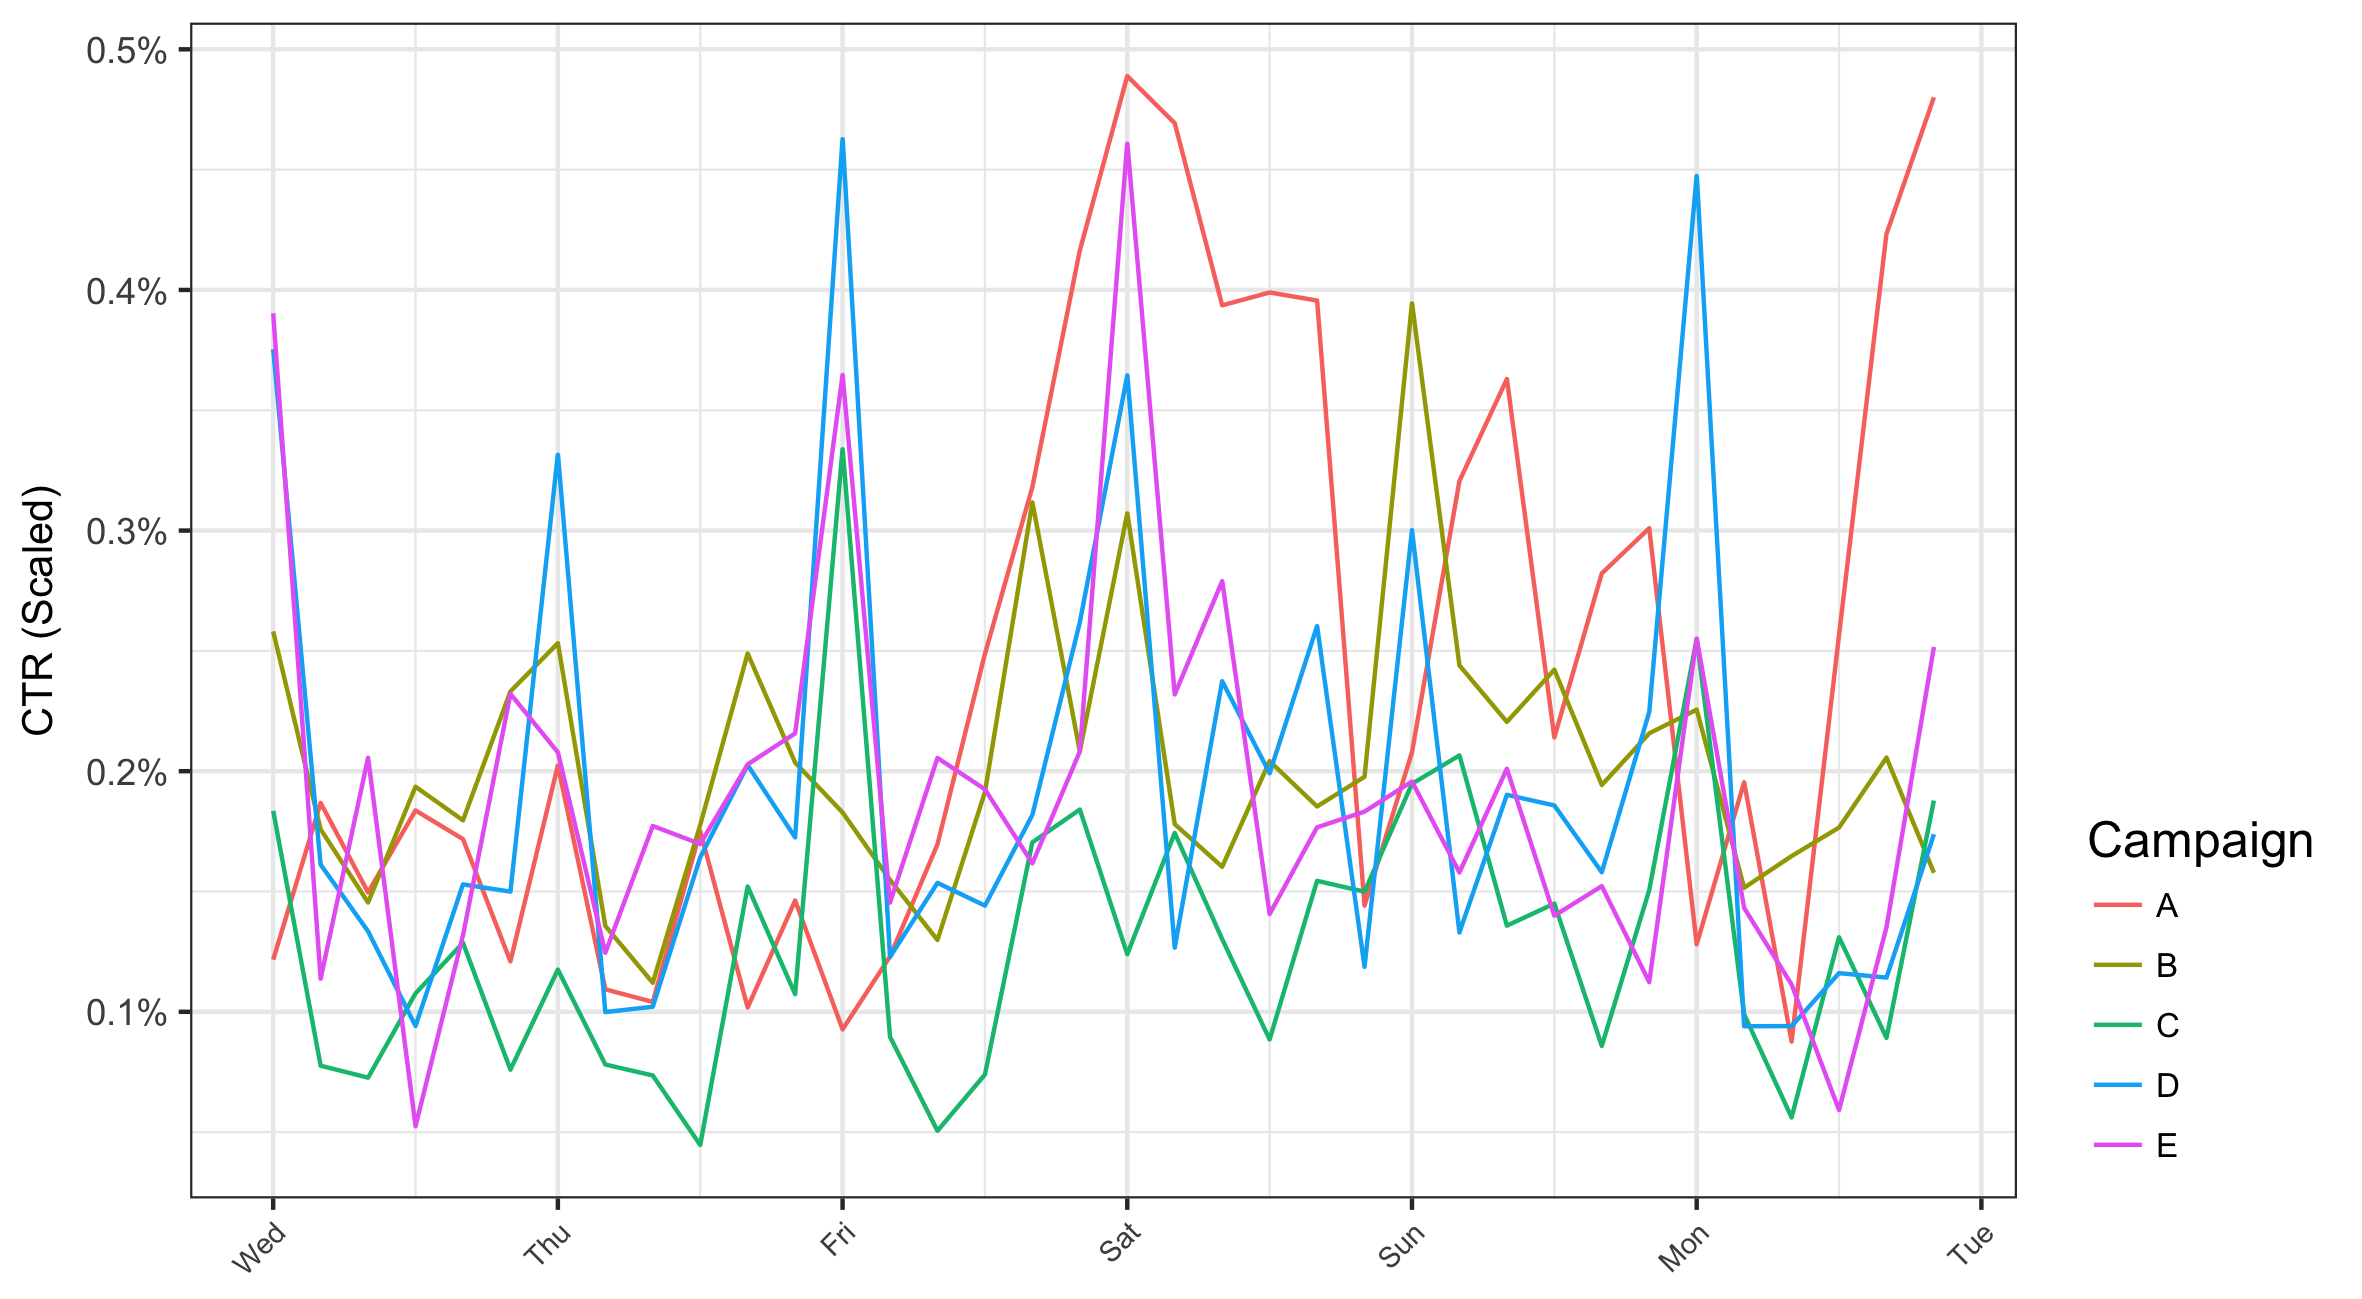 0.5%
0.4%
0.3%
0.2%
0.1%
CTR (Scaled)
Wed
Thu
Fri
Sat
Sun
Mon
Tue
Campaign
A
B
C
D
E